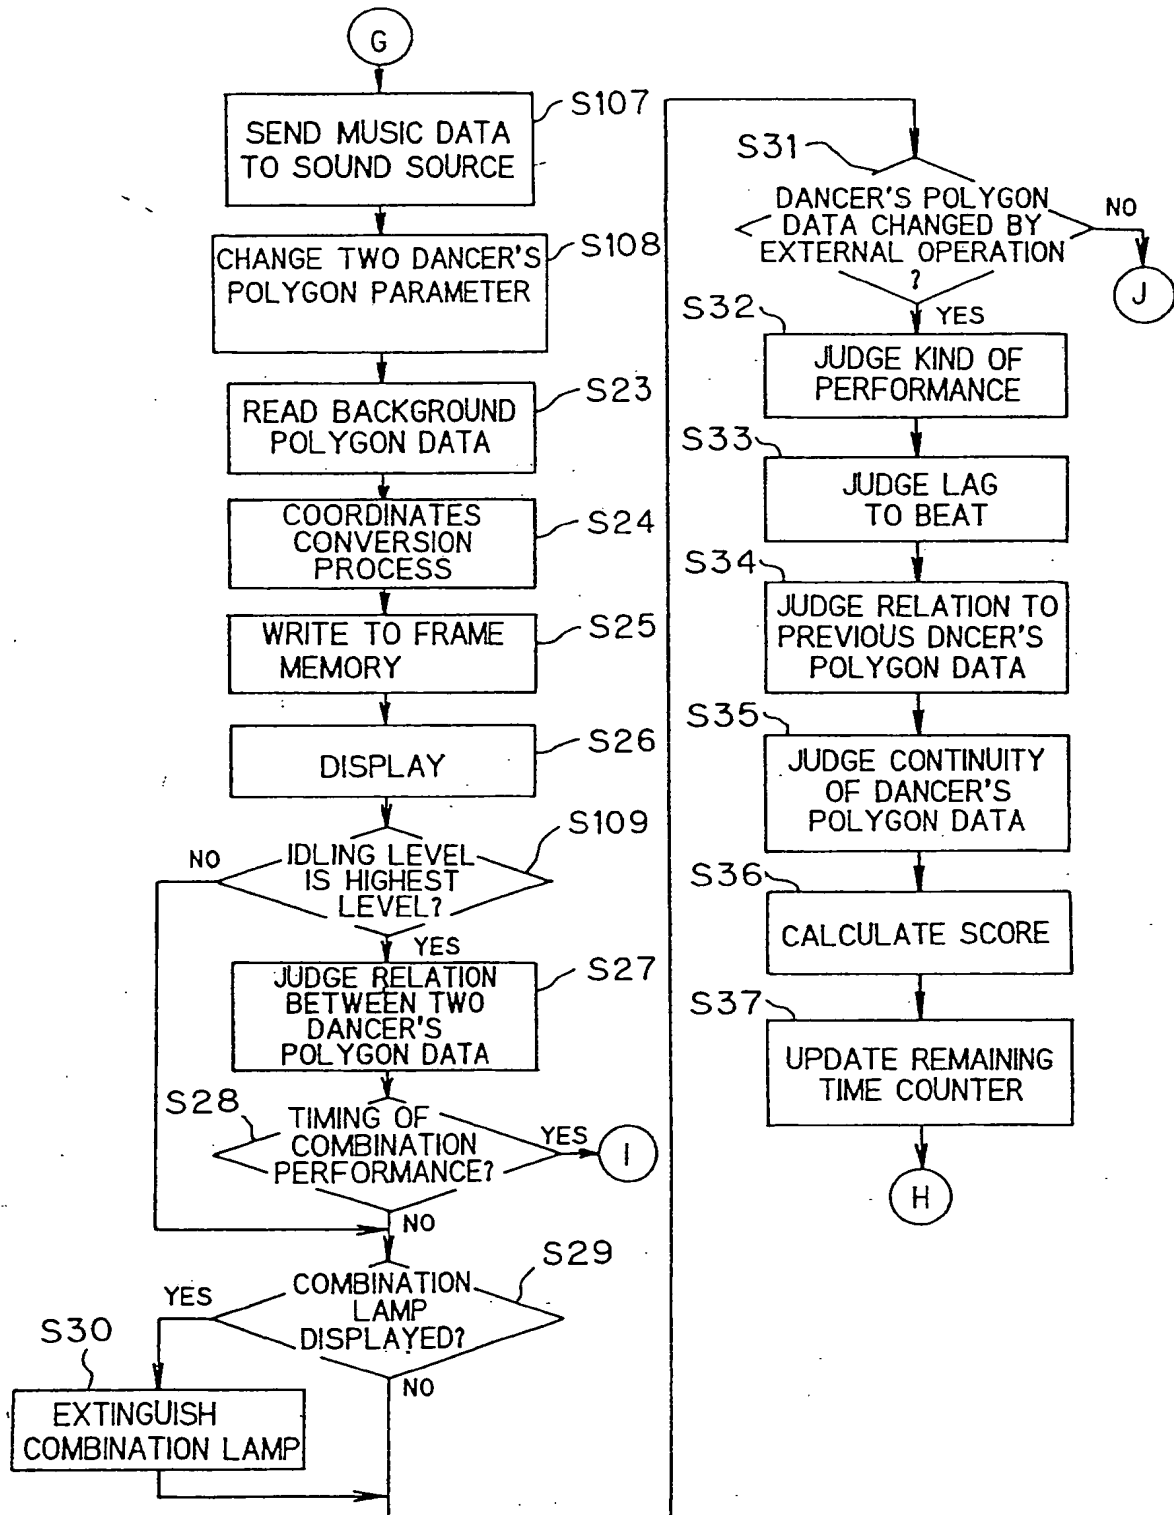 G
S107
SEND MUSIC DATA
TO SOUND SOURCE
S108
CHANGE TWO DANCER'S
POLYGON PARAMETER
S23
READ BACKGROUND
POLYGON DATA
S24
COORDINATES
CONVERSION
PROCESS
S25
WRITE TO FRAME
MEMORY
S26
DISPLAY
S109
NO
IDLING LEVEL
IS HIGHEST
LEVEL?
YES
S27
JUDGE RELATION
BETWEEN TWO
DANCER'S
POLYGON DATA
S28
TIMING OF
COMBINATION
PERFORMANCE?
YES
I
NO
S29
COMBINATION
LAMP
DISPLAYED?
YES
NO
S30
EXTINGUISH
COMBINATION LAMP
S31
DANCER'S POLYGON
DATA CHANGED BY
EXTERNAL OPERATION
?
NO
J
YES
S32
JUDGE KIND OF
PERFORMANCE
S33
JUDGE LAG
TO BEAT
S34
JUDGE RELATION TO
PREVIOUS DNCER'S
POLYGON DATA
S35
JUDGE CONTINUITY
OF DANCER'S
POLYGON DATA
S36
CALCULATE SCORE
S37
UPDATE REMAINING
TIME COUNTER
H